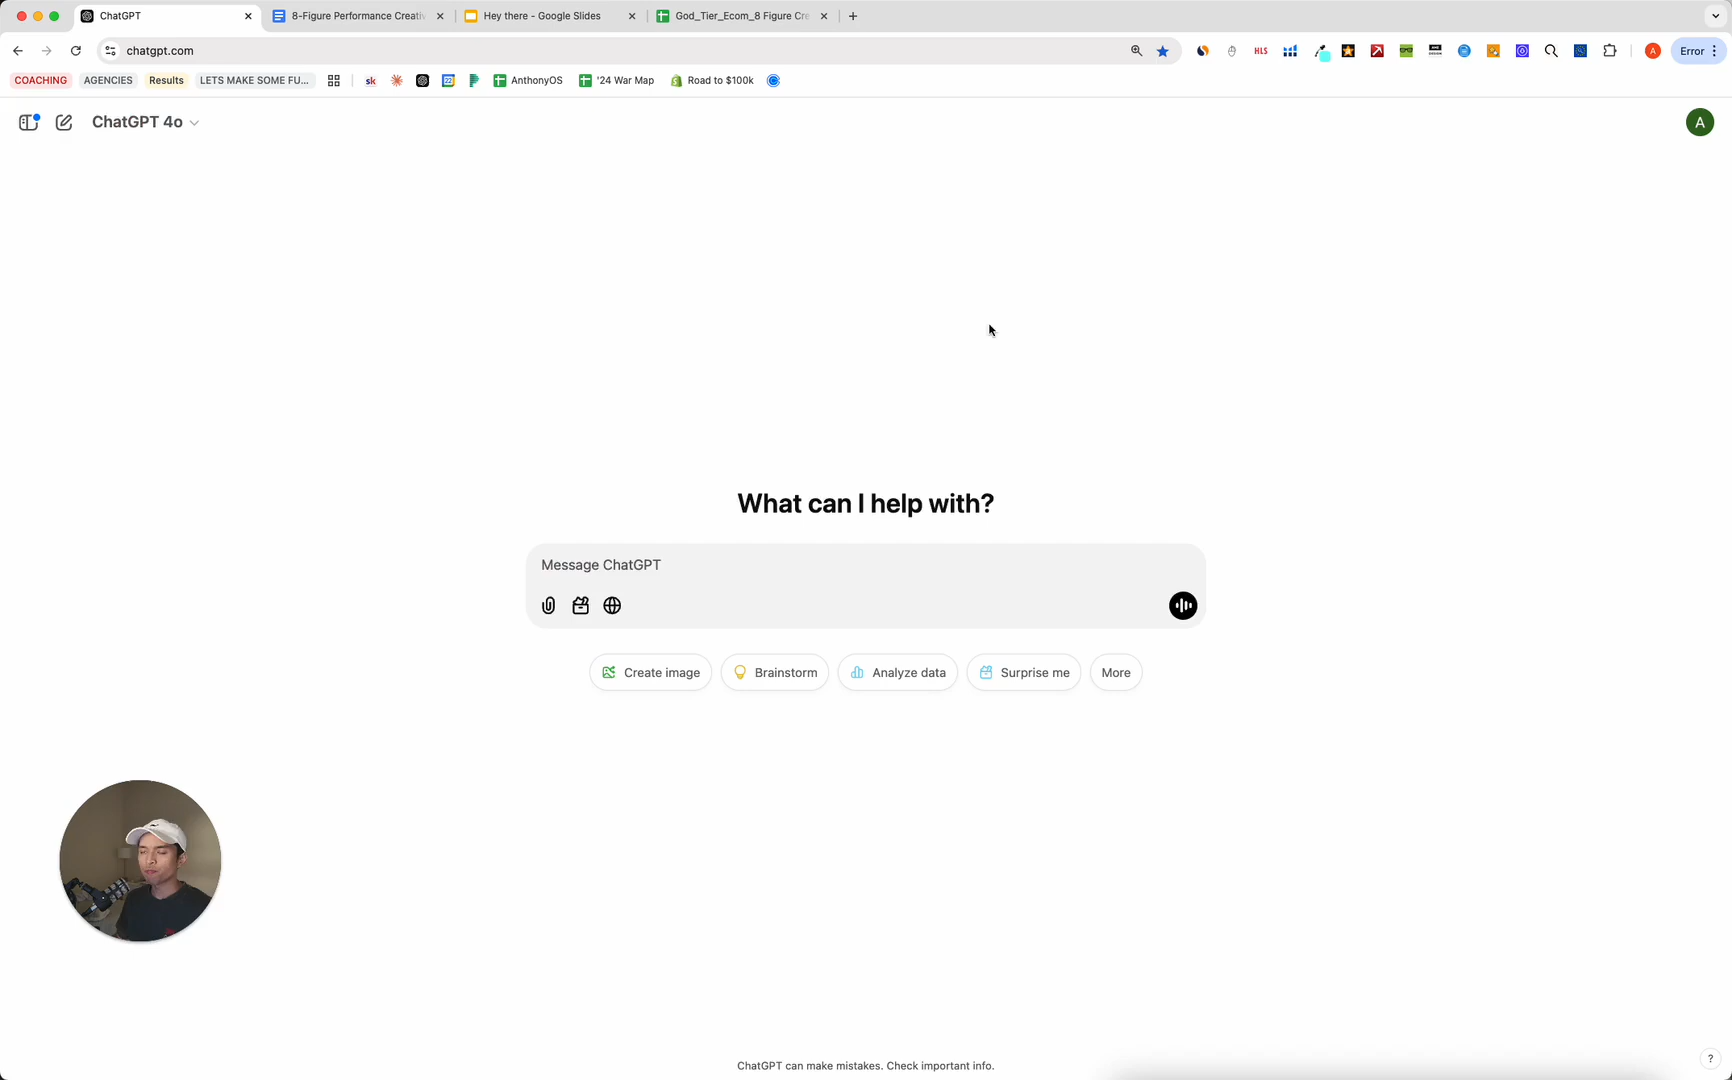 ChatGPT
8-Figure Performance Creativ
Hey there - Google Slides
God_Tier_Ecom_8 Figure Cre
chatgpt.com
HLS
A
Error
COACHING
AGENCIES
Results
LETS MAKE SOME FU...
sk
AnthonyOS
'24 War Map
Road to $100k
ChatGPT 4o
A
What can I help with?
Message ChatGPT
Create image
Brainstorm
Analyze data
Surprise me
More
ChatGPT can make mistakes. Check important info.
?